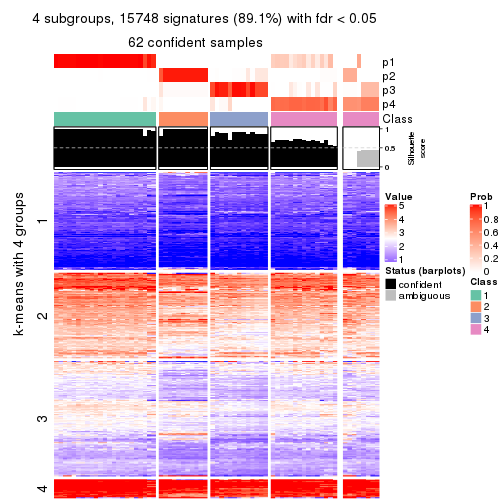 4 subgroups, 15748 signatures (89.1%) with fdr < 0.05
62 confident samples
p1
p2
p3
p4
Class
1
0.5
0
Silhouette
score
k-means with 4 groups
1
2
3
4
Value
5
4
3
2
1
Status (barplots)
confident
ambiguous
Prob
1
0.8
0.6
0.4
0.2
0
Class
1
2
3
4